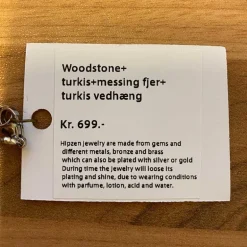 Woodstone+
turkis+messing fjer+
turkis vedhæng
Kr. 699.-
Hipzen jewelry are made from gems and
different metals, bronze and brass
which can also be plated with silver or gold
During time the jewelry will loose its
plating and shine, due to wearing conditions
with parfume, lotion, acid and water.